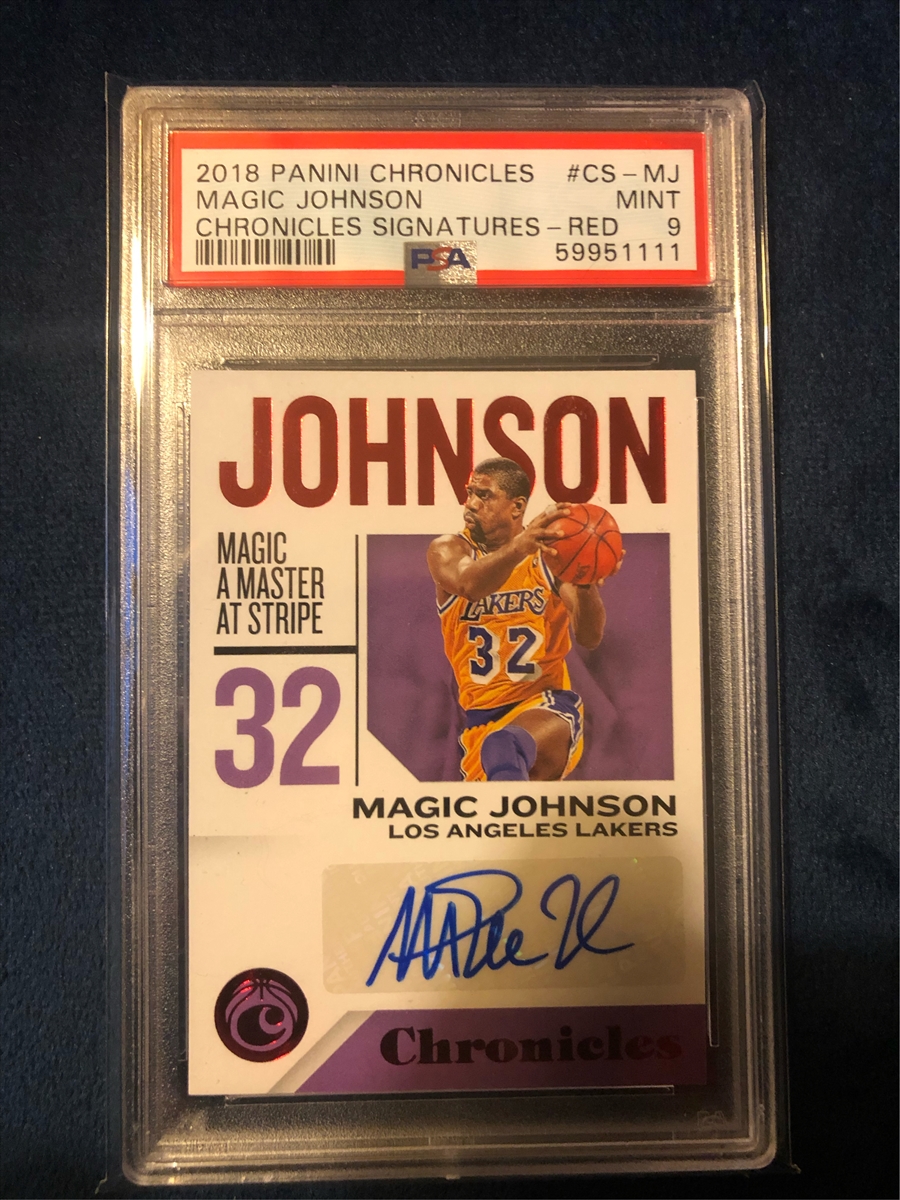 2018 PANINI CHRONICLES #CS-MJ
MAGIC JOHNSON MINT
CHRONICLES SIGNATURES-RED 9
PSA 59951111
JOHNSON
MAGIC
A MASTER
AT STRIPE
32
LAKERS
32
MAGIC JOHNSON
LOS ANGELES LAKERS
C
Chronicles